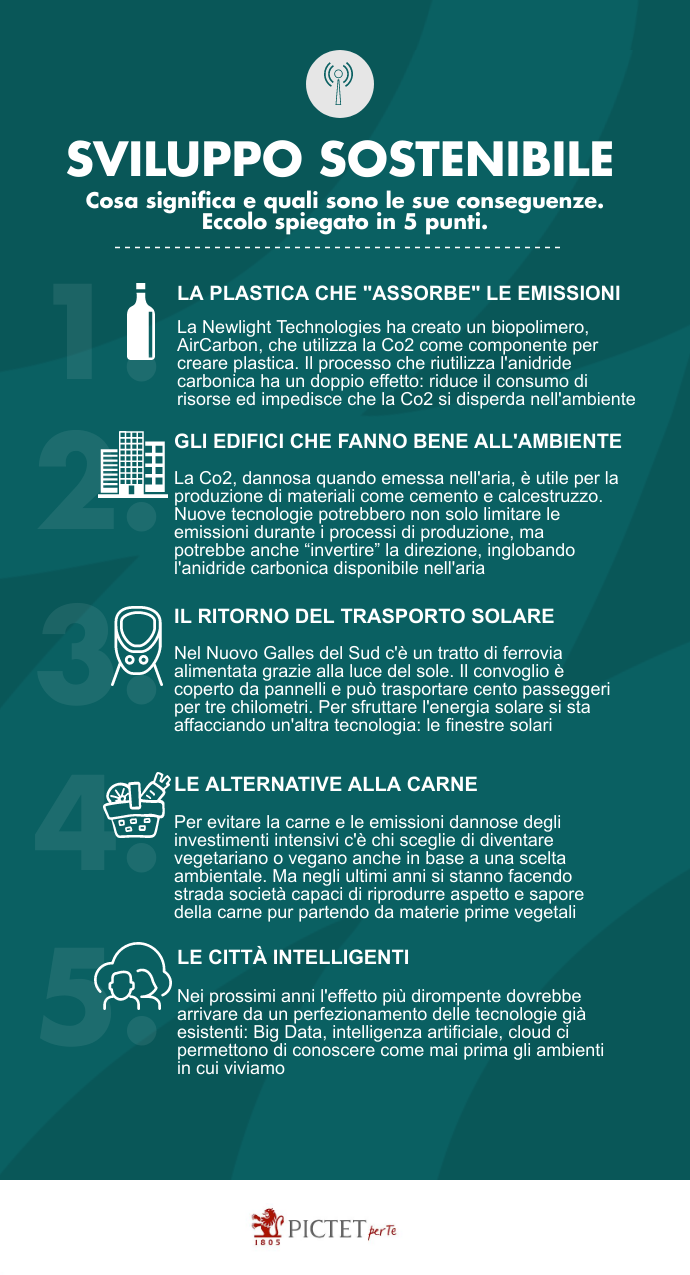 SVILUPPO SOSTENIBILE
Cosa significa e quali sono le sue conseguenze.
Eccolo spiegato in 5 punti.
1.
LA PLASTICA CHE "ASSORBE" LE EMISSIONI
La Newlight Technologies ha creato un biopolimero,
AirCarbon, che utilizza la Co2 come componente per
creare plastica. Il processo che riutilizza l'anidride
carbonica ha un doppio effetto: riduce il consumo di
risorse ed impedisce che la Co2 si disperda nell'ambiente
2.
GLI EDIFICI CHE FANNO BENE ALL'AMBIENTE
La Co2, dannosa quando emessa nell'aria, è utile per la
produzione di materiali come cemento e calcestruzzo.
Nuove tecnologie potrebbero non solo limitare le
emissioni durante i processi di produzione, ma
potrebbe anche “invertire” la direzione, inglobando
l'anidride carbonica disponibile nell'aria
3.
IL RITORNO DEL TRASPORTO SOLARE
Nel Nuovo Galles del Sud c'è un tratto di ferrovia
alimentata grazie alla luce del sole. Il convoglio è
coperto da pannelli e può trasportare cento passeggeri
per tre chilometri. Per sfruttare l'energia solare si sta
affacciando un'altra tecnologia: le finestre solari
4.
LE ALTERNATIVE ALLA CARNE
Per evitare la carne e le emissioni dannose degli
investimenti intensivi c'è chi sceglie di diventare
vegetariano o vegano anche in base a una scelta
ambientale. Ma negli ultimi anni si stanno facendo
strada società capaci di riprodurre aspetto e sapore
della carne pur partendo da materie prime vegetali
5.
LE CITTÀ INTELLIGENTI
Nei prossimi anni l'effetto più dirompente dovrebbe
arrivare da un perfezionamento delle tecnologie già
esistenti: Big Data, intelligenza artificiale, cloud ci
permettono di conoscere come mai prima gli ambienti
in cui viviamo
PICTET per Te
1805